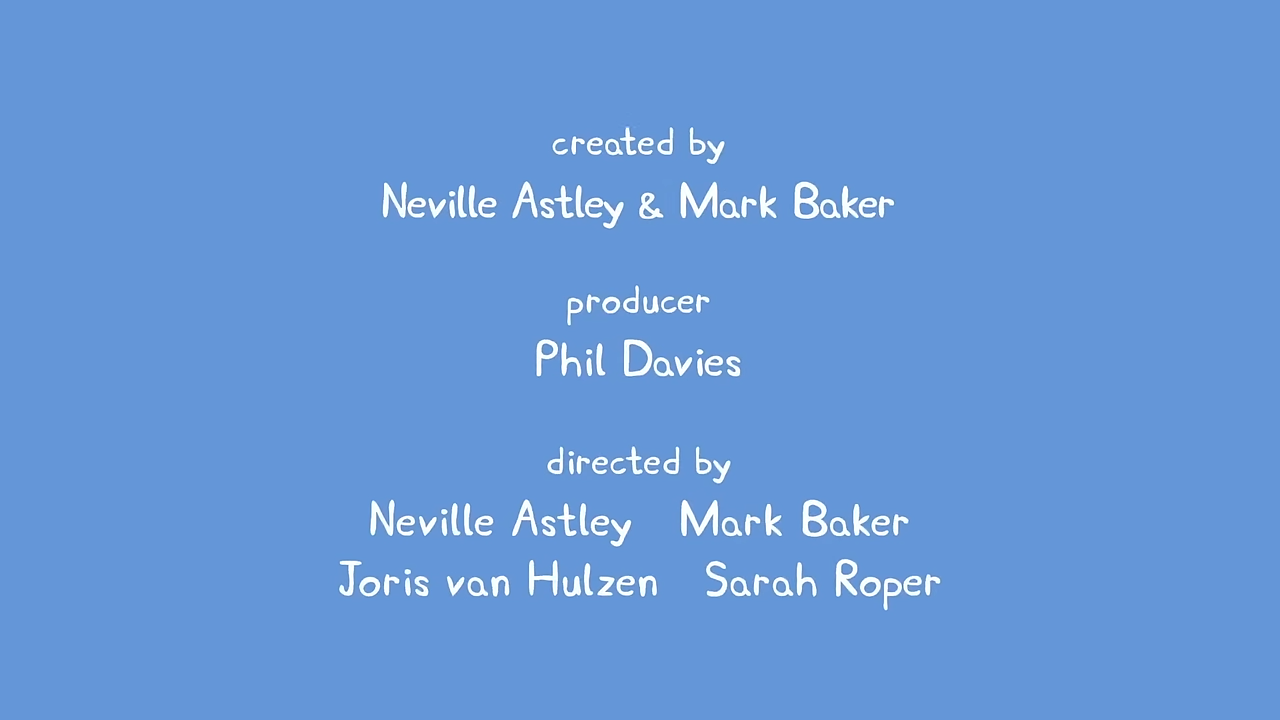 created by
Neville Astley & Mark Baker
producer
Phil Davies
directed by
Neville Astley Mark Baker
Joris van Hulzen Sarah Roper